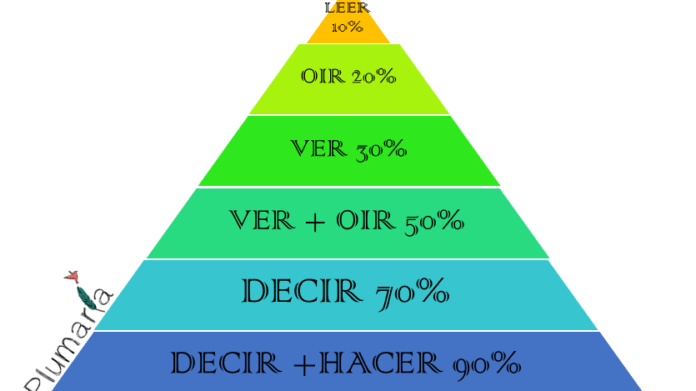 LEER
10%
OIR 20%
VER 30%
VER + OIR 50%
DECIR 70%
DECIR +HACER 90%
Plumaria